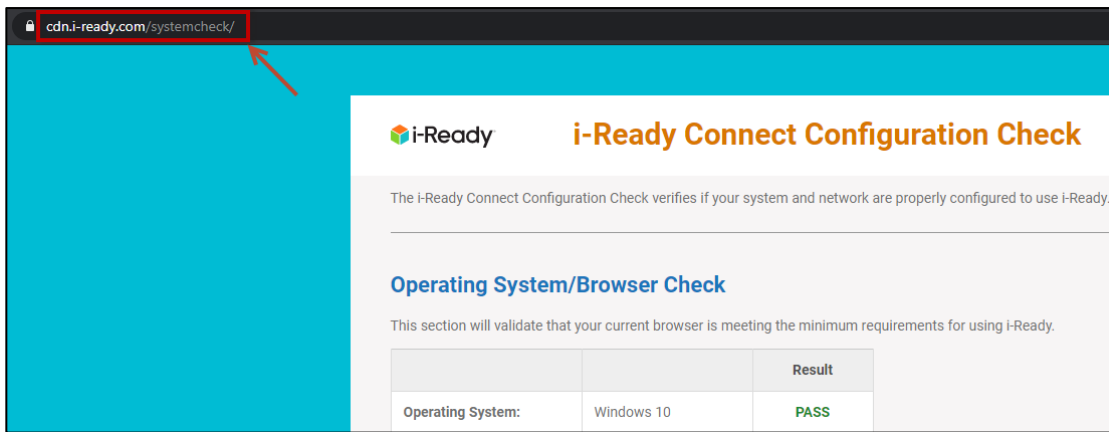 cdn.i-ready.com/systemcheck/
i-Ready
i-Ready Connect Configuration Check
The i-Ready Connect Configuration Check verifies if your system and network are properly configured to use i-Ready.
Operating System/Browser Check
This section will validate that your current browser is meeting the minimum requirements for using i-Ready.
Result
Operating System: Windows 10 PASS